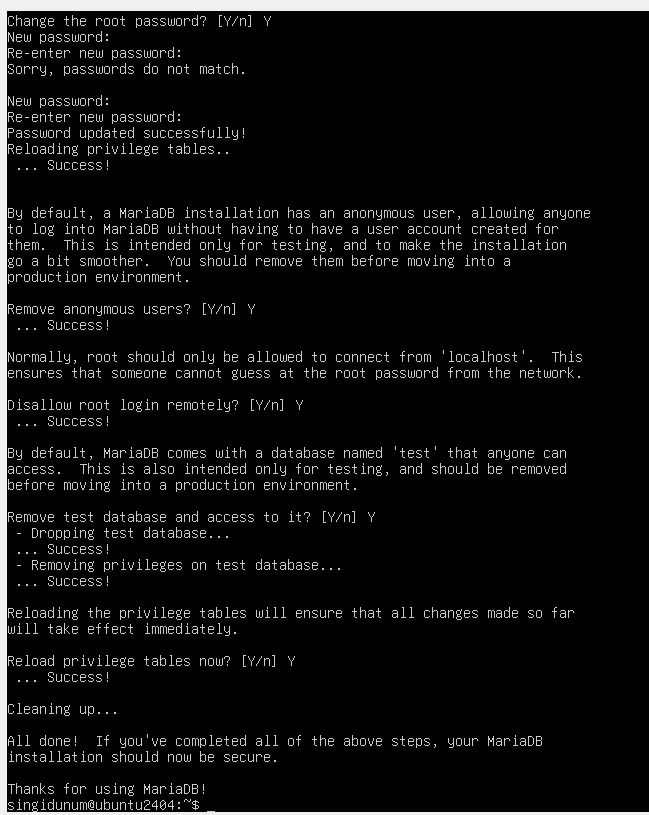 Change the root password? [Y/n] Y
New password:
Re-enter new password:
Sorry, passwords do not match.
New password:
Re-enter new password:
Password updated successfully!
Reloading privilege tables..
 ... Success!
By default, a MariaDB installation has an anonymous user, allowing anyone
to log into MariaDB without having to have a user account created for
them.  This is intended only for testing, and to make the installation
go a bit smoother.  You should remove them before moving into a
production environment.
Remove anonymous users? [Y/n] Y
 ... Success!
Normally, root should only be allowed to connect from 'localhost'.  This
ensures that someone cannot guess at the root password from the network.
Disallow root login remotely? [Y/n] Y
 ... Success!
By default, MariaDB comes with a database named 'test' that anyone can
access.  This is also intended only for testing, and should be removed
before moving into a production environment.
Remove test database and access to it? [Y/n] Y
 - Dropping test database...
 ... Success!
 - Removing privileges on test database...
 ... Success!
Reloading the privilege tables will ensure that all changes made so far
will take effect immediately.
Reload privilege tables now? [Y/n] Y
 ... Success!
Cleaning up...
All done!  If you've completed all of the above steps, your MariaDB
installation should now be secure.
Thanks for using MariaDB!
singidunum@ubuntu2404:~$ _